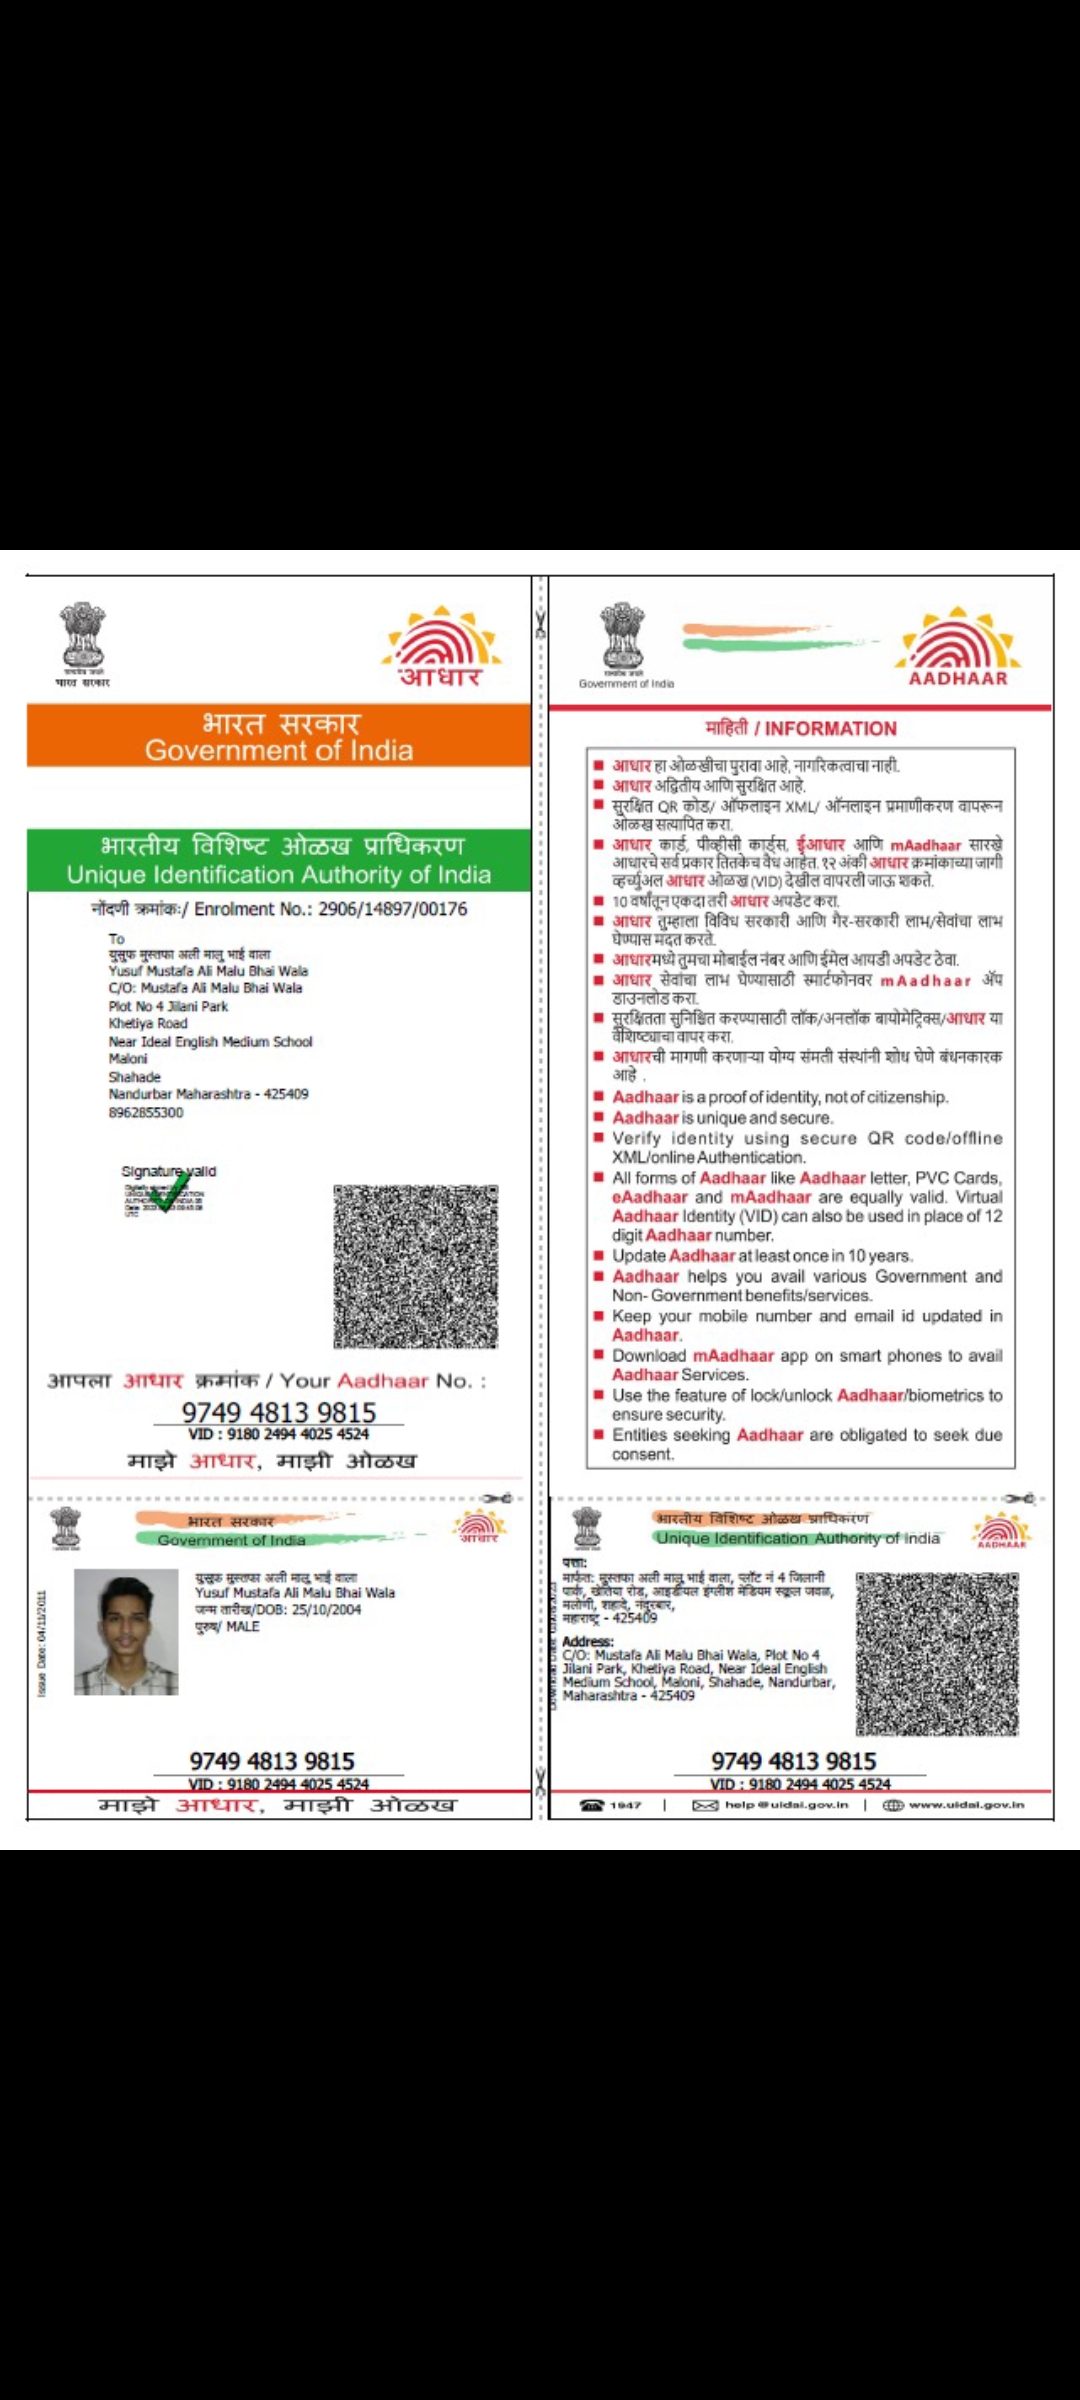 सत्यमेव जयते
भारत सरकार
आधार
भारत सरकार
Government of India
भारतीय विशिष्ट ओळख प्राधिकरण
Unique Identification Authority of India
नोंदणी क्रमांक:/ Enrolment No.: 2906/14897/00176
To
युसुफ मुस्तफा अली मालु भाई वाला
Yusuf Mustafa Ali Malu Bhai Wala
C/O: Mustafa Ali Malu Bhai Wala
Plot No 4 Jilani Park
Khetiya Road
Near Ideal English Medium School
Maloni
Shahade
Nandurbar Maharashtra - 425409
8962855300
Signature valid
आपला आधार क्रमांक / Your Aadhaar No. :
9749 4813 9815
VID : 9180 2494 4025 4524
माझे आधार, माझी ओळख
भारत सरकार
Government of India
आधार
Issue Date: 04/11/2011
युसुफ मुस्तफा अली मालु भाई वाला
Yusuf Mustafa Ali Malu Bhai Wala
जन्म तारीख/DOB: 25/10/2004
पुरुष/ MALE
9749 4813 9815
VID : 9180 2494 4025 4524
माझे आधार, माझी ओळख
Government of India
AADHAAR
माहिती / INFORMATION
आधार हा ओळखीचा पुरावा आहे, नागरिकत्वाचा नाही.
आधार अद्वितीय आणि सुरक्षित आहे.
सुरक्षित QR कोड/ ऑफलाइन XML/ ऑनलाइन प्रमाणीकरण वापरून
ओळख सत्यापित करा.
आधार कार्ड, पीव्हीसी कार्ड्स, ईआधार आणि mAadhaar सारखे
आधारचे सर्व प्रकार तितकेच वैध आहेत. १२ अंकी आधार क्रमांकाच्या जागी
व्हर्च्युअल आधार ओळख (VID) देखील वापरली जाऊ शकते.
10 वर्षातून एकदा तरी आधार अपडेट करा.
आधार तुम्हाला विविध सरकारी आणि गैर-सरकारी लाभ/सेवांचा लाभ
घेण्यास मदत करते.
आधारमध्ये तुमचा मोबाईल नंबर आणि ईमेल आयडी अपडेट ठेवा.
आधार सेवांचा लाभ घेण्यासाठी स्मार्टफोनवर mAadhaar ॲप
डाउनलोड करा.
सुरक्षितता सुनिश्चित करण्यासाठी लॉक/अनलॉक बायोमेट्रिक्स/आधार या
वैशिष्ट्याचा वापर करा.
आधारची मागणी करणाऱ्या योग्य संमती संस्थांनी शोध घेणे बंधनकारक
आहे .
Aadhaar is a proof of identity, not of citizenship.
Aadhaar is unique and secure.
Verify identity using secure QR code/offline
XML/online Authentication.
All forms of Aadhaar like Aadhaar letter, PVC Cards,
eAadhaar and mAadhaar are equally valid. Virtual
Aadhaar Identity (VID) can also be used in place of 12
digit Aadhaar number.
Update Aadhaar at least once in 10 years.
Aadhaar helps you avail various Government and
Non- Government benefits/services.
Keep your mobile number and email id updated in
Aadhaar.
Download mAadhaar app on smart phones to avail
Aadhaar Services.
Use the feature of lock/unlock Aadhaar/biometrics to
ensure security.
Entities seeking Aadhaar are obligated to seek due
consent.
भारतीय विशिष्ट ओळख प्राधिकरण
Unique Identification Authority of India
AADHAAR
पत्ता:
मार्फत: मुस्तफा अली मालु भाई वाला, प्लॉट नं 4 जिलानी
पार्क, खेतिया रोड, आइडीयल इंग्लीश मेडियम स्कूल जवळ,
मलोणी, शहादे, नंदुरबार,
महाराष्ट्र - 425409
Address:
C/O: Mustafa Ali Malu Bhai Wala, Plot No 4
Jilani Park, Khetiya Road, Near Ideal English
Medium School, Maloni, Shahade, Nandurbar,
Maharashtra - 425409
9749 4813 9815
VID : 9180 2494 4025 4524
1947 | help@uidai.gov.in | www.uidai.gov.in